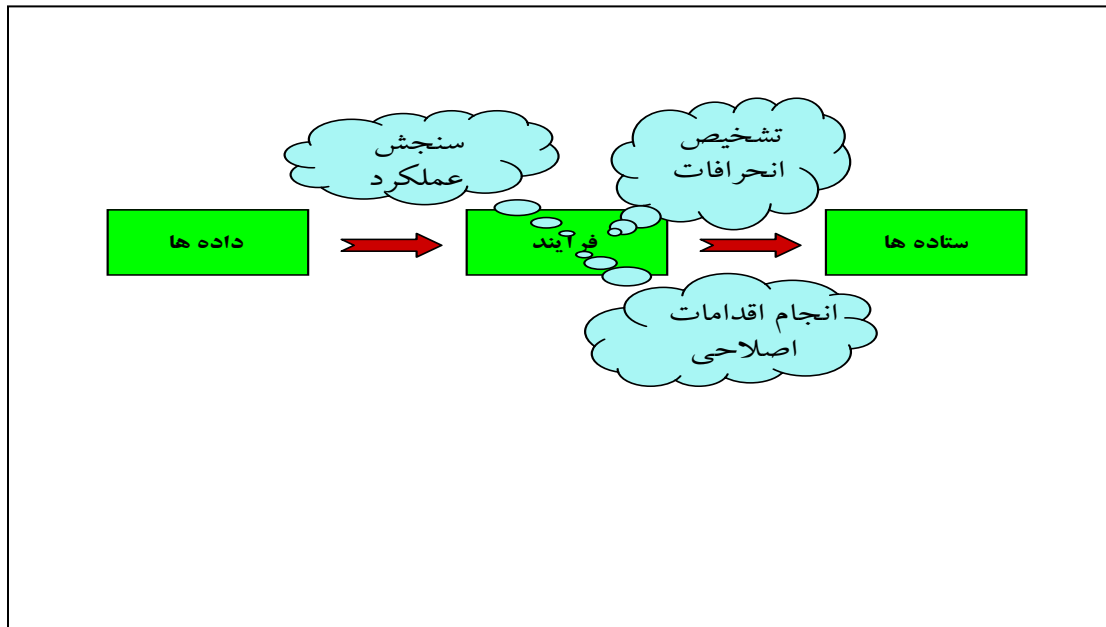 سنجش
عملکرد
تشخیص
انحرافات
داده ها
فرآیند
ستاده ها
انجام اقدامات
اصلاحی